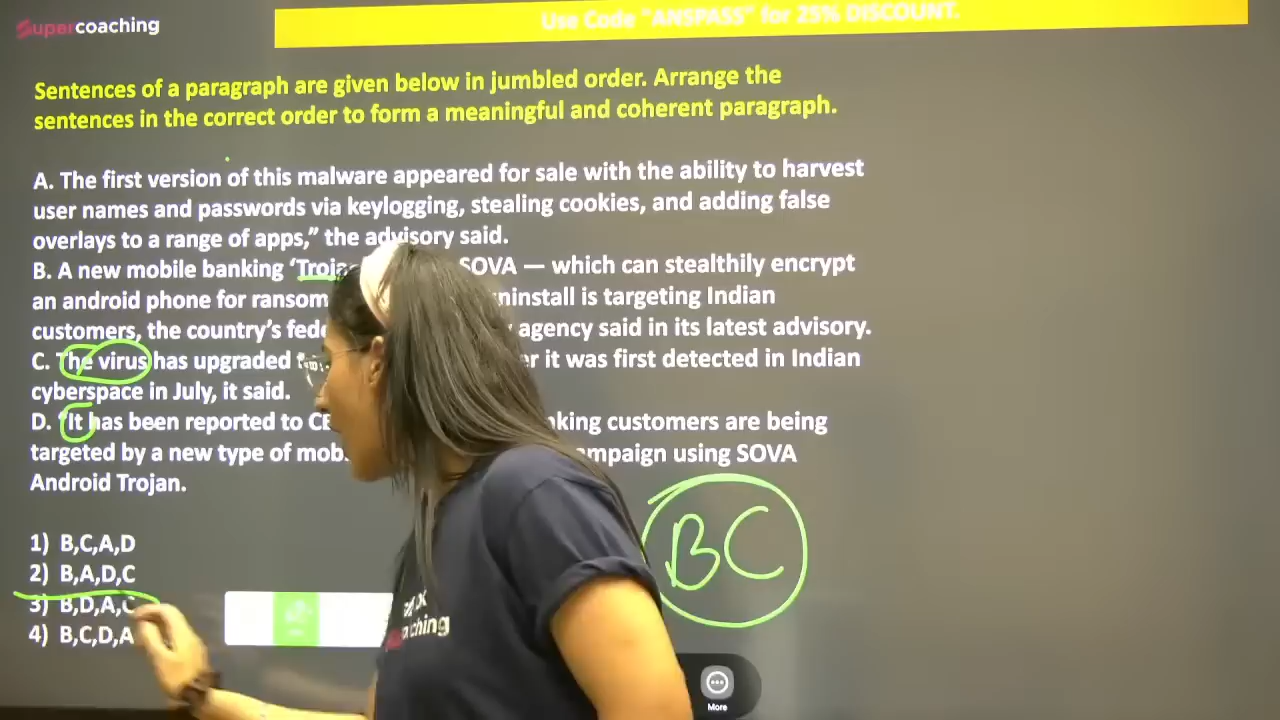 Supercoaching
Use Code "ANSPASS" for 25% DISCOUNT.
Sentences of a paragraph are given below in jumbled order. Arrange the
sentences in the correct order to form a meaningful and coherent paragraph.
A. The first version of this malware appeared for sale with the ability to harvest
user names and passwords via keylogging, stealing cookies, and adding false
overlays to a range of apps," the advisory said.
B. A new mobile banking 'Troja SOVA — which can stealthily encrypt
an android phone for ransom ninstall is targeting Indian
customers, the country's fede agency said in its latest advisory.
C. The virus has upgraded it was first detected in Indian
cyberspace in July, it said.
D. "It has been reported to customers are being
targeted by a new type of mob ampaign using SOVA
Android Trojan.
BC
1) B,C,A,D
2) B,A,D,C
3) B,D,A,C
4) B,C,D,A
More